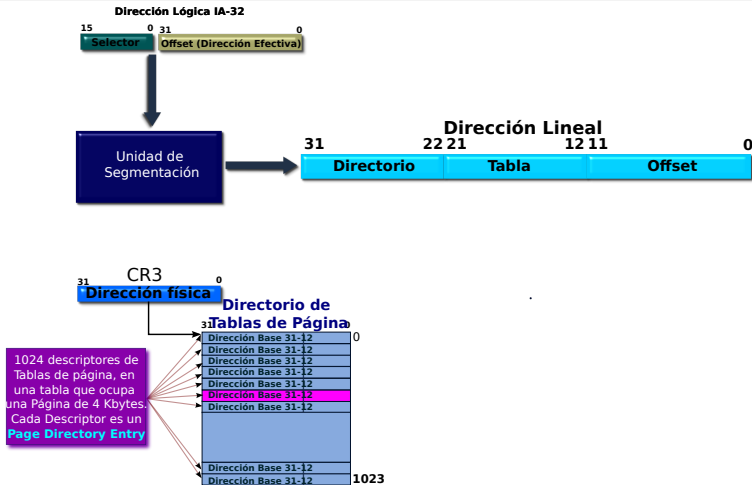 Dirección Lógica IA-32
15 0 31 0
Selector Offset (Dirección Efectiva)
Unidad de
Segmentación
Dirección Lineal
31 22 21 12 11 0
Directorio Tabla Offset
CR3
31 0
Dirección física
Directorio de
Tablas de Página
31 0
0
Dirección Base 31-12
Dirección Base 31-12
Dirección Base 31-12
Dirección Base 31-12
Dirección Base 31-12
Dirección Base 31-12
Dirección Base 31-12
Dirección Base 31-12
Dirección Base 31-12
1023
1024 descriptores de
Tablas de página, en
una tabla que ocupa
una Página de 4 Kbytes.
Cada Descriptor es un
Page Directory Entry